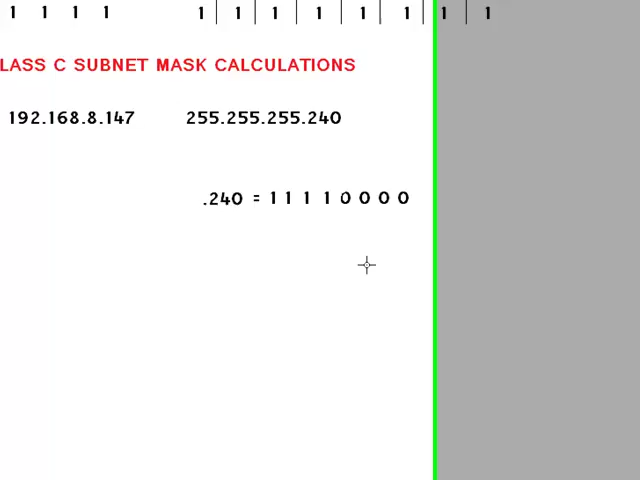 1 1 1 1 1 | 1 | 1 | 1 | 1 | 1 | 1 | 1
LASS C SUBNET MASK CALCULATIONS
192.168.8.147 255.255.255.240
.240 = 1 1 1 1 0 0 0 0